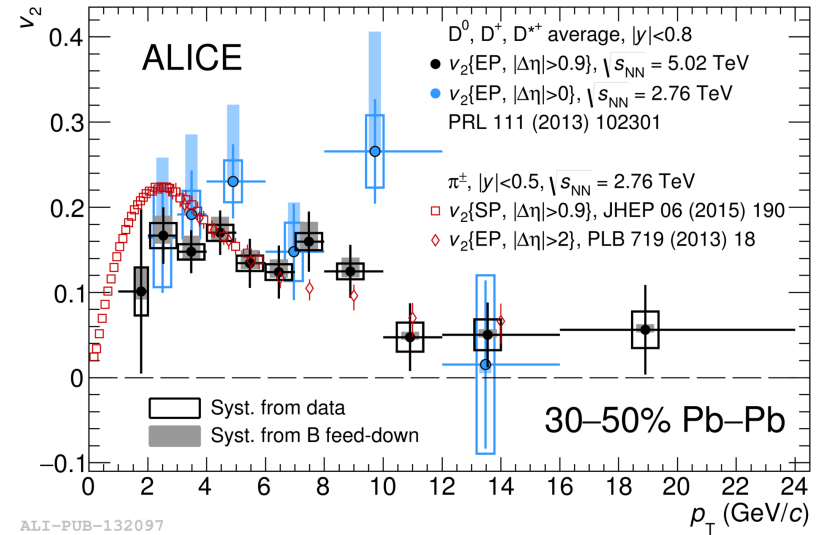 v₂
ALICE
D⁰, D⁺, D*⁺ average, |y|<0.8
v₂{EP, |Δη|>0.9}, √sNN = 5.02 TeV
v₂{EP, |Δη|>0}, √sNN = 2.76 TeV
PRL 111 (2013) 102301
π±, |y|<0.5, √sNN = 2.76 TeV
v₂{SP, |Δη|>0.9}, JHEP 06 (2015) 190
v₂{EP, |Δη|>2}, PLB 719 (2013) 18
0.4
0.3
0.2
0.1
0
−0.1
Syst. from data
Syst. from B feed-down
30–50% Pb–Pb
0 2 4 6 8 10 12 14 16 18 20 22 24
pT (GeV/c)
ALI-PUB-132097